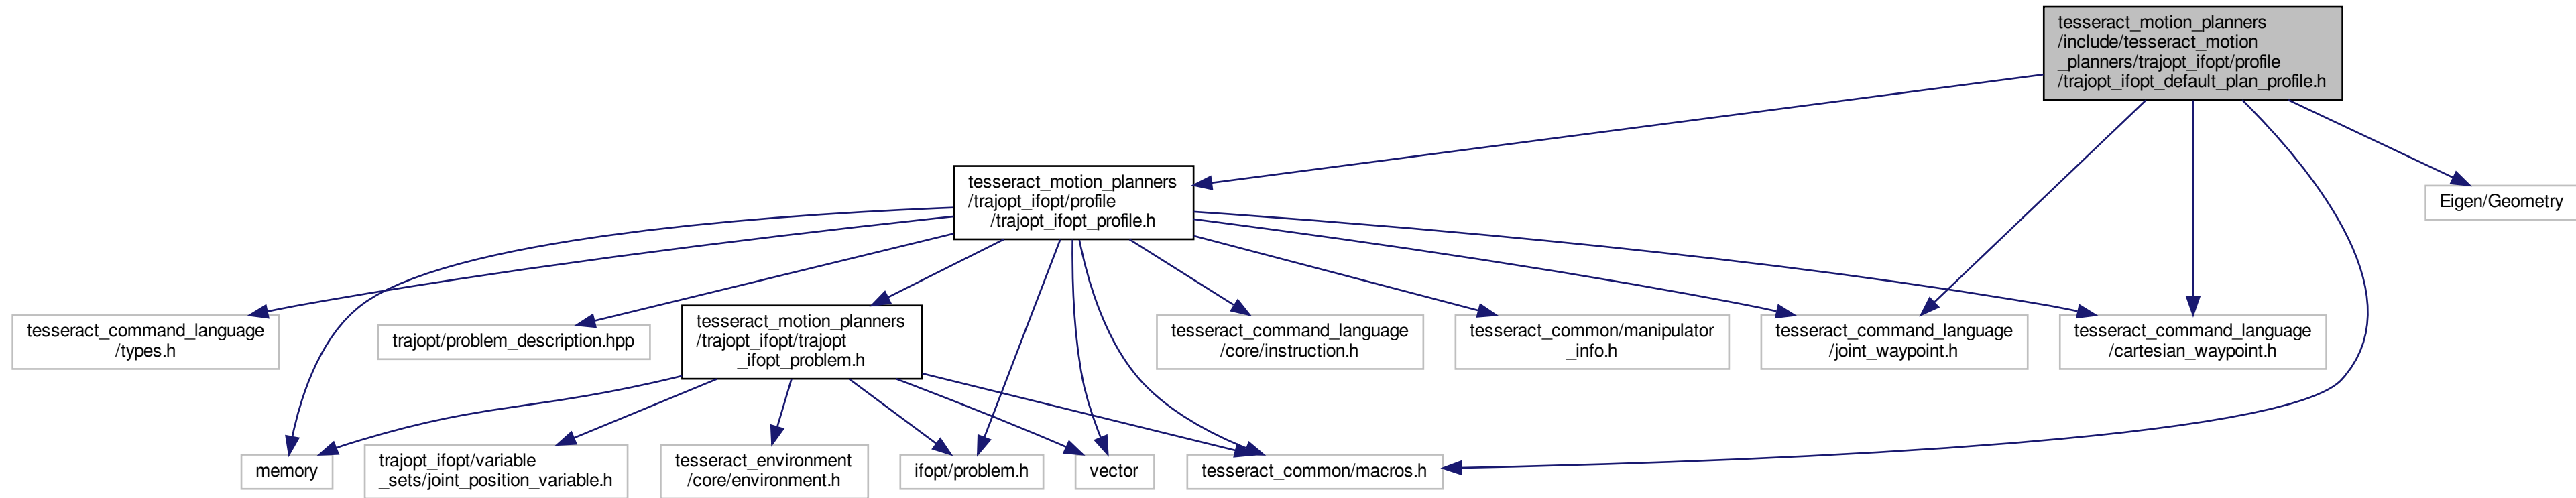 tesseract_motion_planners
/include/tesseract_motion
_planners/trajopt_ifopt/profile
/trajopt_ifopt_default_plan_profile.h
tesseract_motion_planners
/trajopt_ifopt/profile
/trajopt_ifopt_profile.h
Eigen/Geometry
tesseract_command_language
/types.h
trajopt/problem_description.hpp
tesseract_motion_planners
/trajopt_ifopt/trajopt
_ifopt_problem.h
tesseract_command_language
/core/instruction.h
tesseract_common/manipulator
_info.h
tesseract_command_language
/joint_waypoint.h
tesseract_command_language
/cartesian_waypoint.h
memory
trajopt_ifopt/variable
_sets/joint_position_variable.h
tesseract_environment
/core/environment.h
ifopt/problem.h
vector
tesseract_common/macros.h